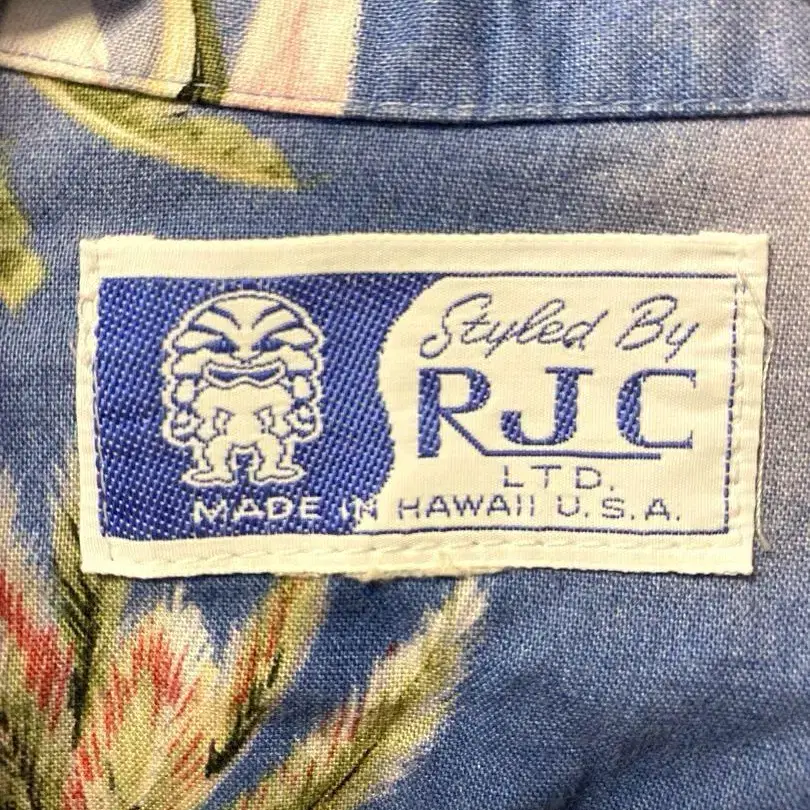 Styled By
RJC
LTD.
MADE IN HAWAII U.S.A.